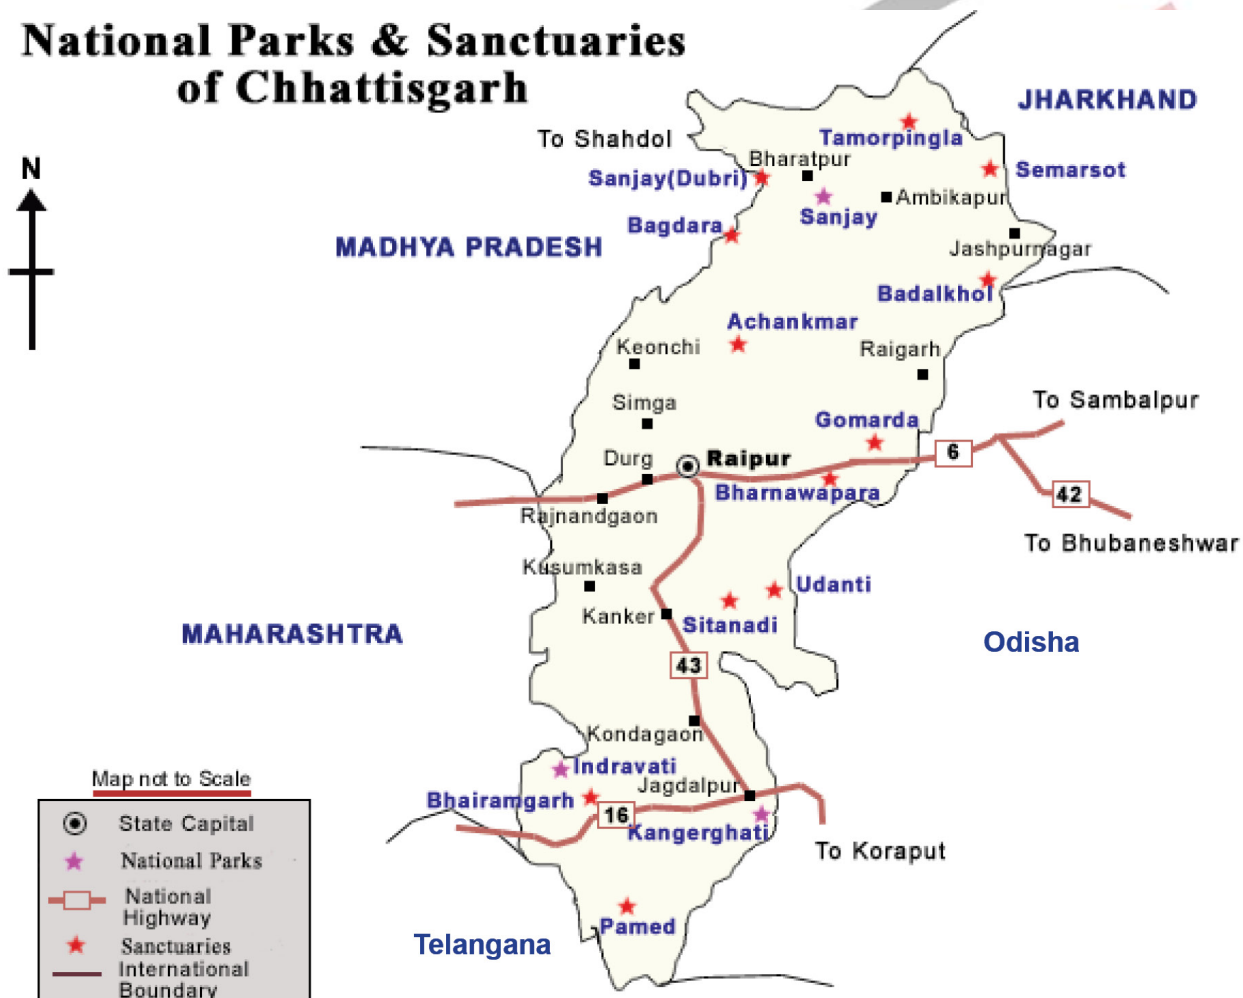 National Parks & Sanctuaries
of Chhattisgarh
JHARKHAND
To Shahdol
Tamorpingla
Bharatpur
N
Sanjay(Dubri)
Semarsot
Ambikapur
Sanjay
Bagdara
MADHYA PRADESH
Jashpurnagar
Badalkhol
Achankmar
Keonchi
Raigarh
Simga
To Sambalpur
Gomarda
Durg
Raipur
6
Bharnawapara
42
Rajnandgaon
To Bhubaneshwar
Kusumkasa
Udanti
Kanker
Sitanadi
MAHARASHTRA
Odisha
43
Kondagaon
Indravati
Jagdalpur
Bhairamgarh
16
Kangerghati
To Koraput
Pamed
Telangana
Map not to Scale
State Capital
National Parks
National
Highway
Sanctuaries
International
Boundary